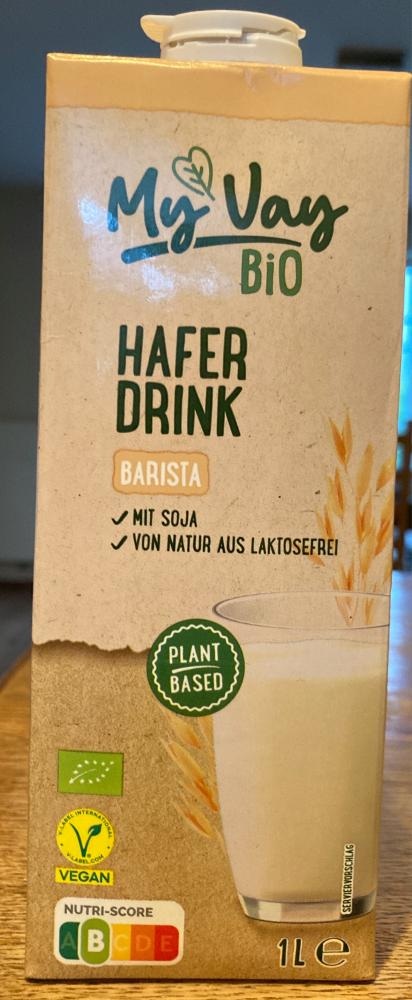 My Vay
BiO
HAFER
DRINK
BARISTA
✓ MIT SOJA
✓ VON NATUR AUS LAKTOSEFREI
PLANT
BASED
V-LABEL INTERNATIONAL
V-LABEL.COM
VEGAN
SERVIERVORSCHLAG
NUTRI-SCORE
A B C D E
1L ℮